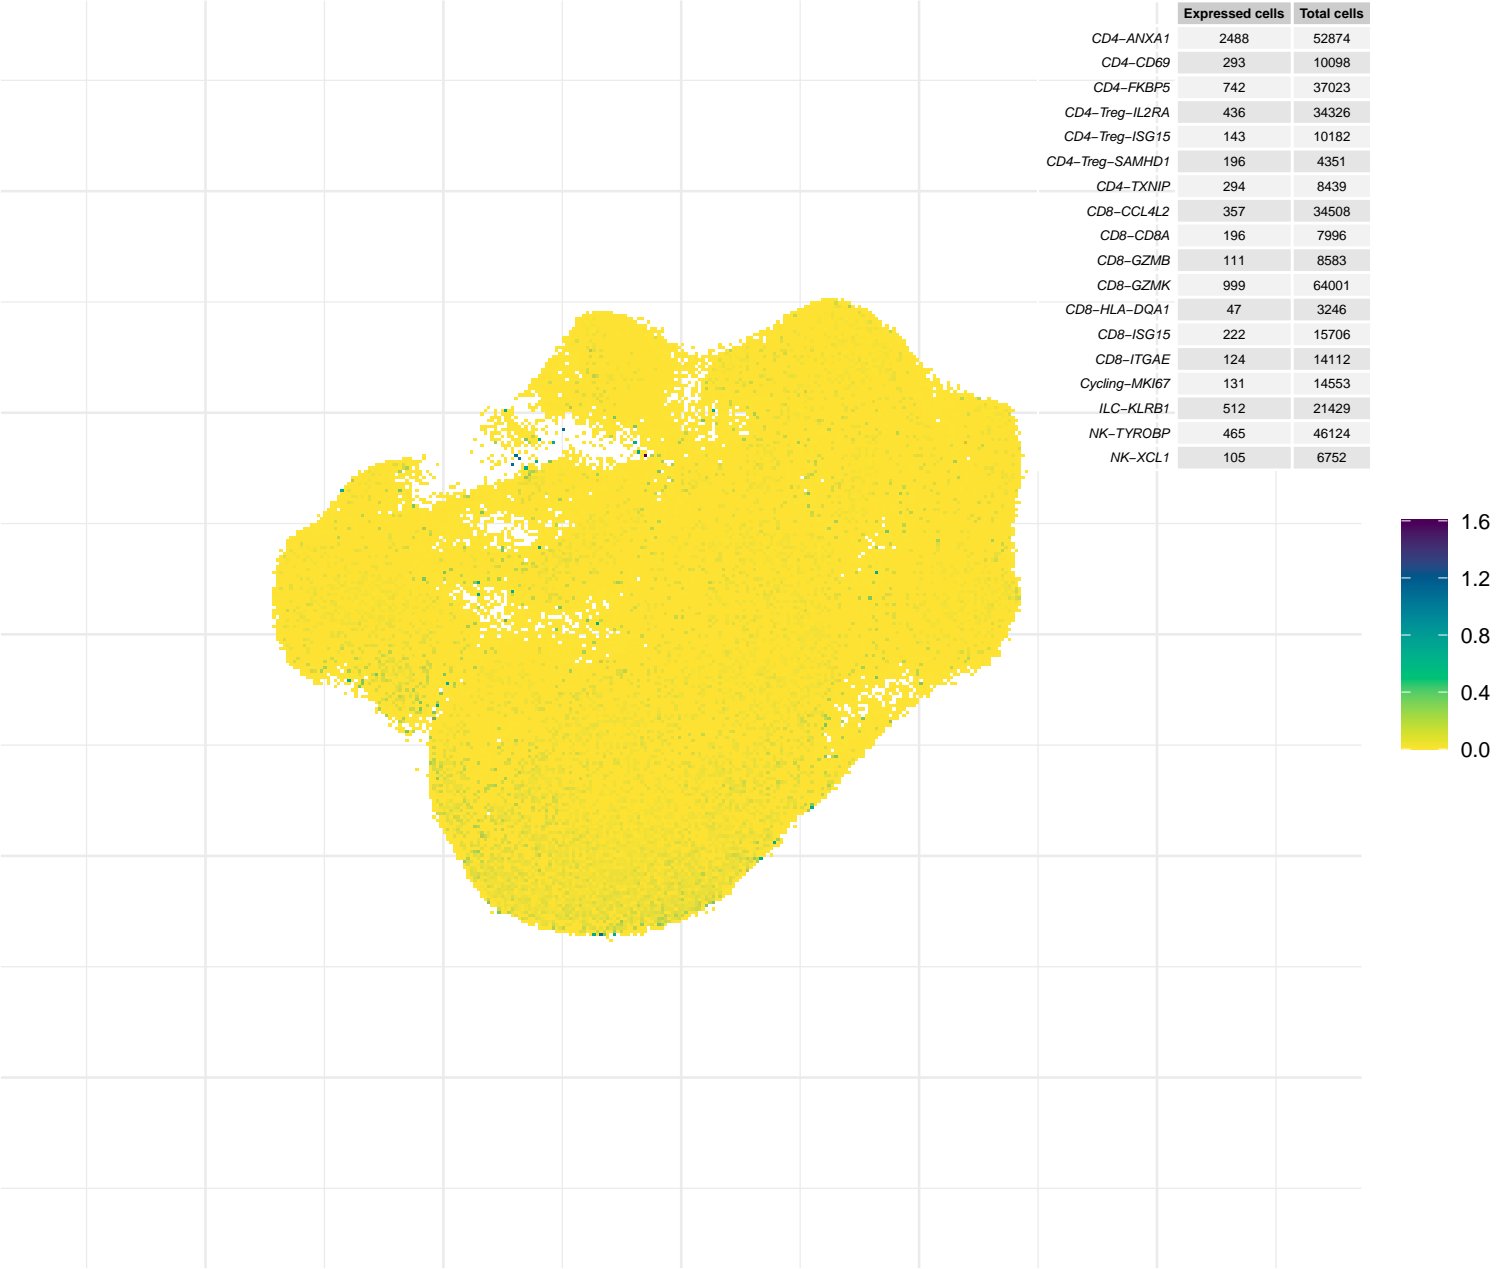 Expressed cells Total cells
CD4−ANXA1 2488 52874
CD4−CD69 293 10098
CD4−FKBP5 742 37023
CD4−Treg−IL2RA 436 34326
CD4−Treg−ISG15 143 10182
CD4−Treg−SAMHD1 196 4351
CD4−TXNIP 294 8439
CD8−CCL4L2 357 34508
CD8−CD8A 196 7996
CD8−GZMB 111 8583
CD8−GZMK 999 64001
CD8−HLA−DQA1 47 3246
CD8−ISG15 222 15706
CD8−ITGAE 124 14112
Cycling−MKI67 131 14553
ILC−KLRB1 512 21429
NK−TYROBP 465 46124
NK−XCL1 105 6752
1.6
1.2
0.8
0.4
0.0